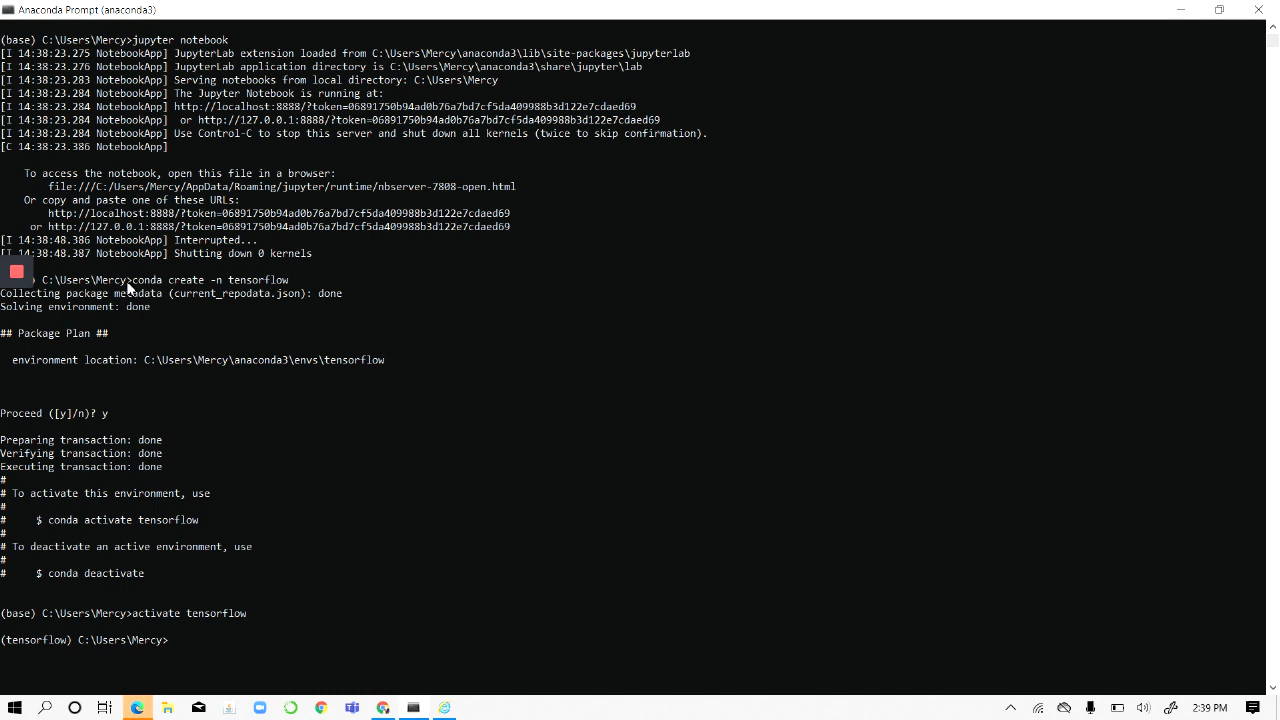 Anaconda Prompt (anaconda3)
(base) C:\Users\Mercy>jupyter notebook
[I 14:38:23.275 NotebookApp] JupyterLab extension loaded from C:\Users\Mercy\anaconda3\lib\site-packages\jupyterlab
[I 14:38:23.276 NotebookApp] JupyterLab application directory is C:\Users\Mercy\anaconda3\share\jupyter\lab
[I 14:38:23.283 NotebookApp] Serving notebooks from local directory: C:\Users\Mercy
[I 14:38:23.284 NotebookApp] The Jupyter Notebook is running at:
[I 14:38:23.284 NotebookApp] http://localhost:8888/?token=06891750b94ad0b76a7bd7cf5da409988b3d122e7cdaed69
[I 14:38:23.284 NotebookApp]  or http://127.0.0.1:8888/?token=06891750b94ad0b76a7bd7cf5da409988b3d122e7cdaed69
[I 14:38:23.284 NotebookApp] Use Control-C to stop this server and shut down all kernels (twice to skip confirmation).
[C 14:38:23.386 NotebookApp]
To access the notebook, open this file in a browser:
file:///C:/Users/Mercy/AppData/Roaming/jupyter/runtime/nbserver-7808-open.html
Or copy and paste one of these URLs:
http://localhost:8888/?token=06891750b94ad0b76a7bd7cf5da409988b3d122e7cdaed69
or http://127.0.0.1:8888/?token=06891750b94ad0b76a7bd7cf5da409988b3d122e7cdaed69
[I 14:38:48.386 NotebookApp] Interrupted...
[I 14:38:48.387 NotebookApp] Shutting down 0 kernels
) C:\Users\Mercy>conda create -n tensorflow
Collecting package metadata (current_repodata.json): done
Solving environment: done
## Package Plan ##
environment location: C:\Users\Mercy\anaconda3\envs\tensorflow
Proceed ([y]/n)? y
Preparing transaction: done
Verifying transaction: done
Executing transaction: done
#
# To activate this environment, use
#
#     $ conda activate tensorflow
#
# To deactivate an active environment, use
#
#     $ conda deactivate
(base) C:\Users\Mercy>activate tensorflow
(tensorflow) C:\Users\Mercy>
2:39 PM